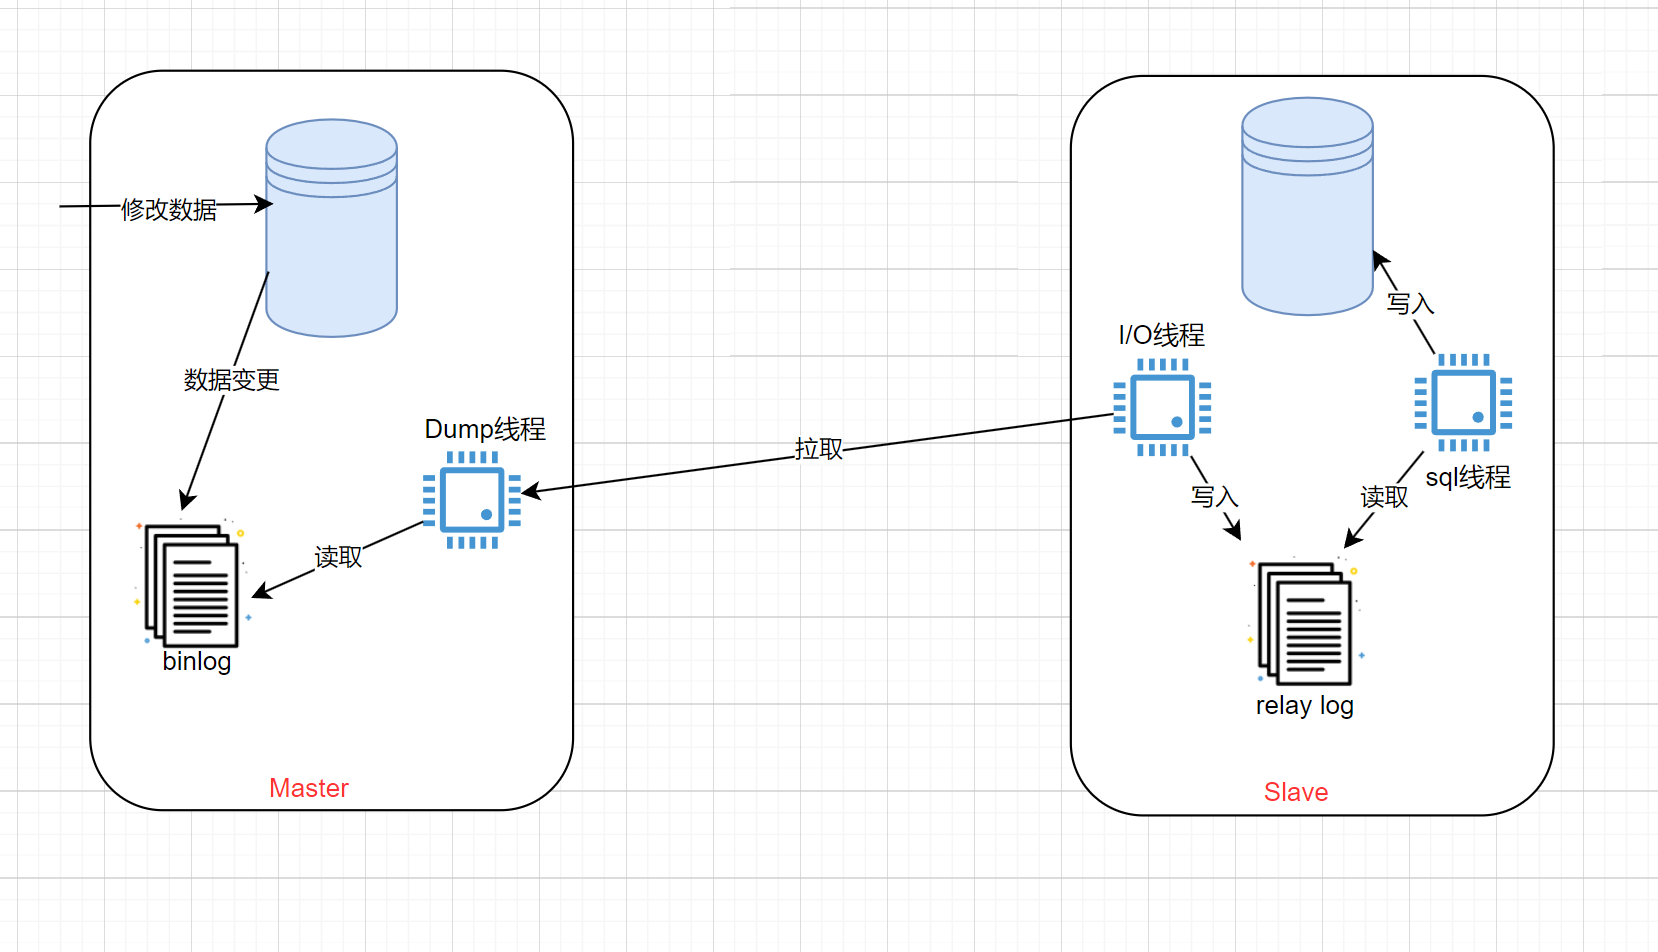 修改数据
数据变更
Dump线程
读取
binlog
Master
拉取
I/O线程
写入
写入
sql线程
读取
relay log
Slave